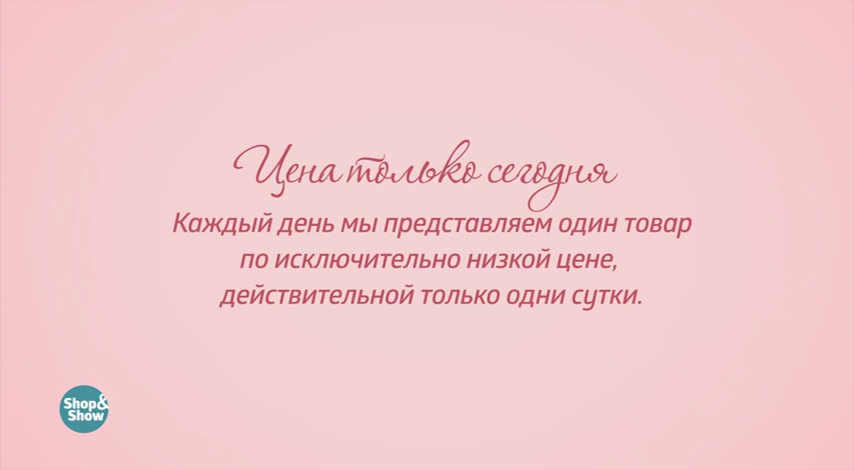 Цена только сегодня
Каждый день мы представляем один товар
по исключительно низкой цене,
действительной только одни сутки.
Shop&
Show